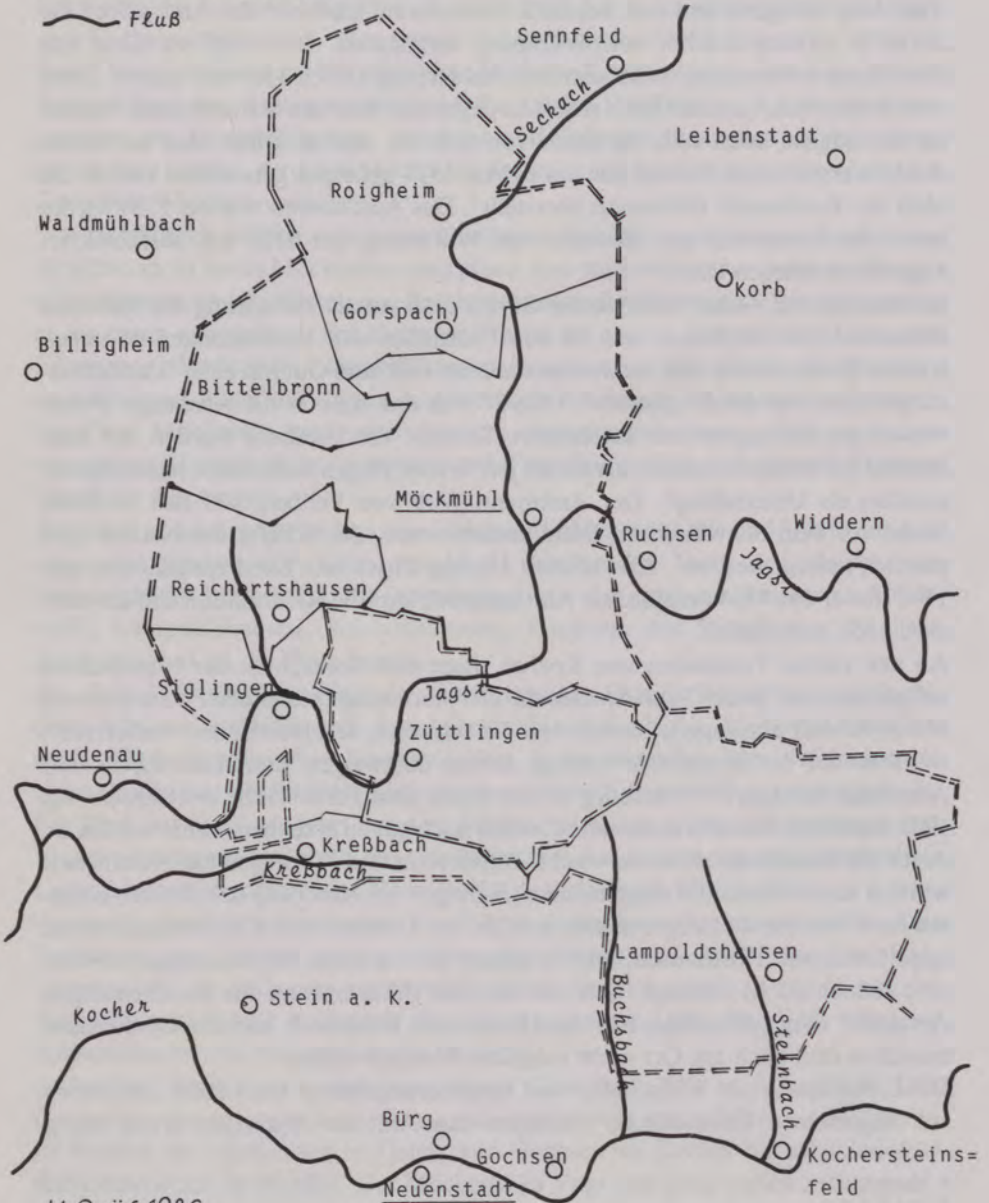 Fluß
Sennfeld
Seckach
Leibenstadt
Roigheim
Waldmülbach
Korb
(Gorspach)
Billigheim
Bittelbronn
Möckmühl
Ruchsen
Widdern
Jagst
Reichertshausen
Siglingen
Jagst
Züttlingen
Neudenau
Kreßbach
Kreßbach
Lampoldshausen
Stein a. K.
Buchsbach
Kocher
Steinbach
Bürg
Gochsen
Kochersteins=
feld
Neuenstadt